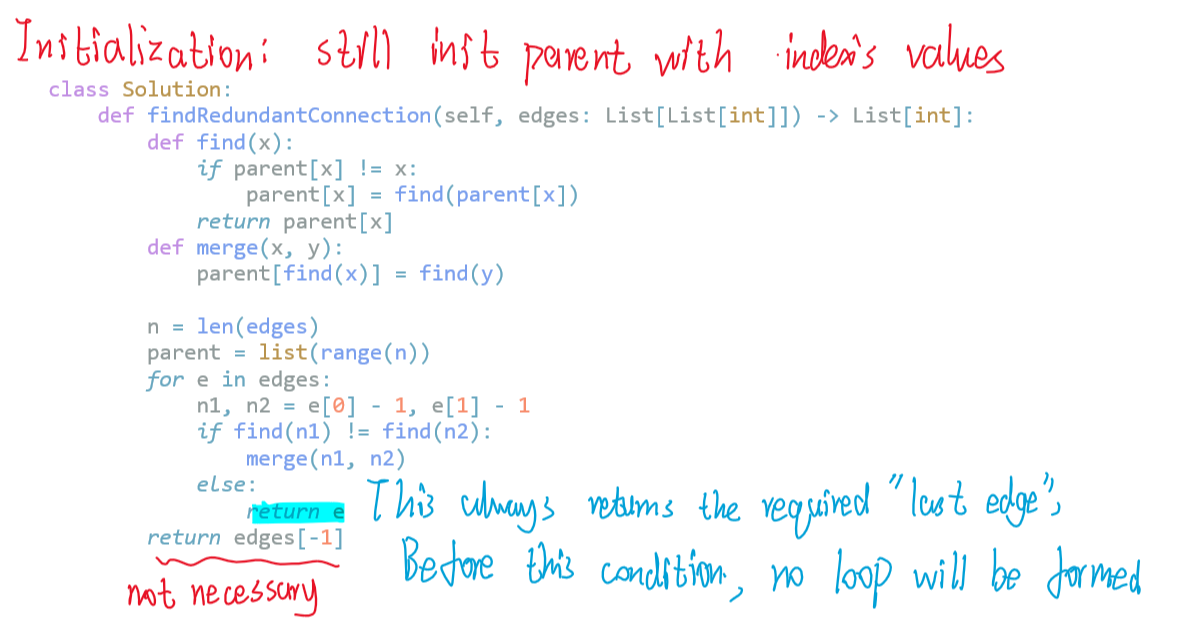 Initialization: still init parent with index's values
class Solution:
    def findRedundantConnection(self, edges: List[List[int]]) -> List[int]:
        def find(x):
            if parent[x] != x:
                parent[x] = find(parent[x])
            return parent[x]
        def merge(x, y):
            parent[find(x)] = find(y)
        n = len(edges)
        parent = list(range(n))
        for e in edges:
            n1, n2 = e[0] - 1, e[1] - 1
            if find(n1) != find(n2):
                merge(n1, n2)
            else:
                return e
        return edges[-1]
This always returns the required "last edge",
Before this condition, no loop will be formed
not necessary